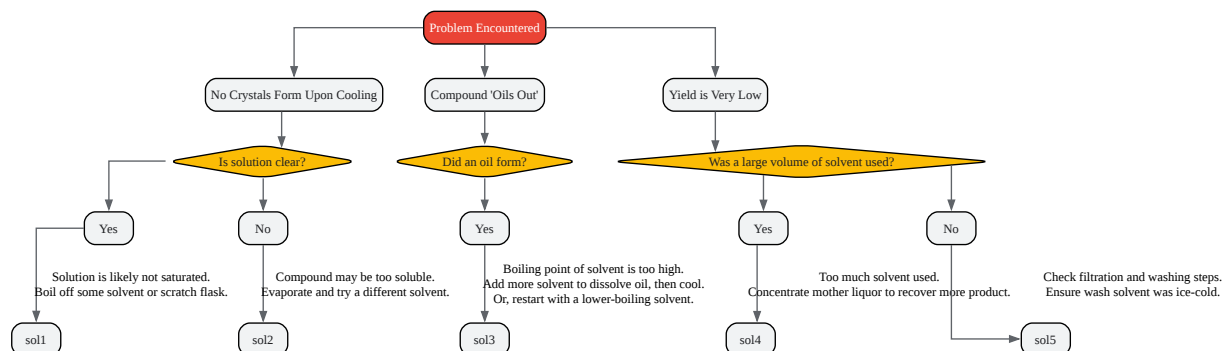 Problem Encountered
No Crystals Form Upon Cooling
Compound 'Oils Out'
Yield is Very Low
Is solution clear?
Did an oil form?
Was a large volume of solvent used?
Yes
No
Yes
Yes
No
Solution is likely not saturated.
Boil off some solvent or scratch flask.
Compound may be too soluble.
Evaporate and try a different solvent.
Boiling point of solvent is too high.
Add more solvent to dissolve oil, then cool.
Or, restart with a lower-boiling solvent.
Too much solvent used.
Concentrate mother liquor to recover more product.
Check filtration and washing steps.
Ensure wash solvent was ice-cold.
sol1
sol2
sol3
sol4
sol5